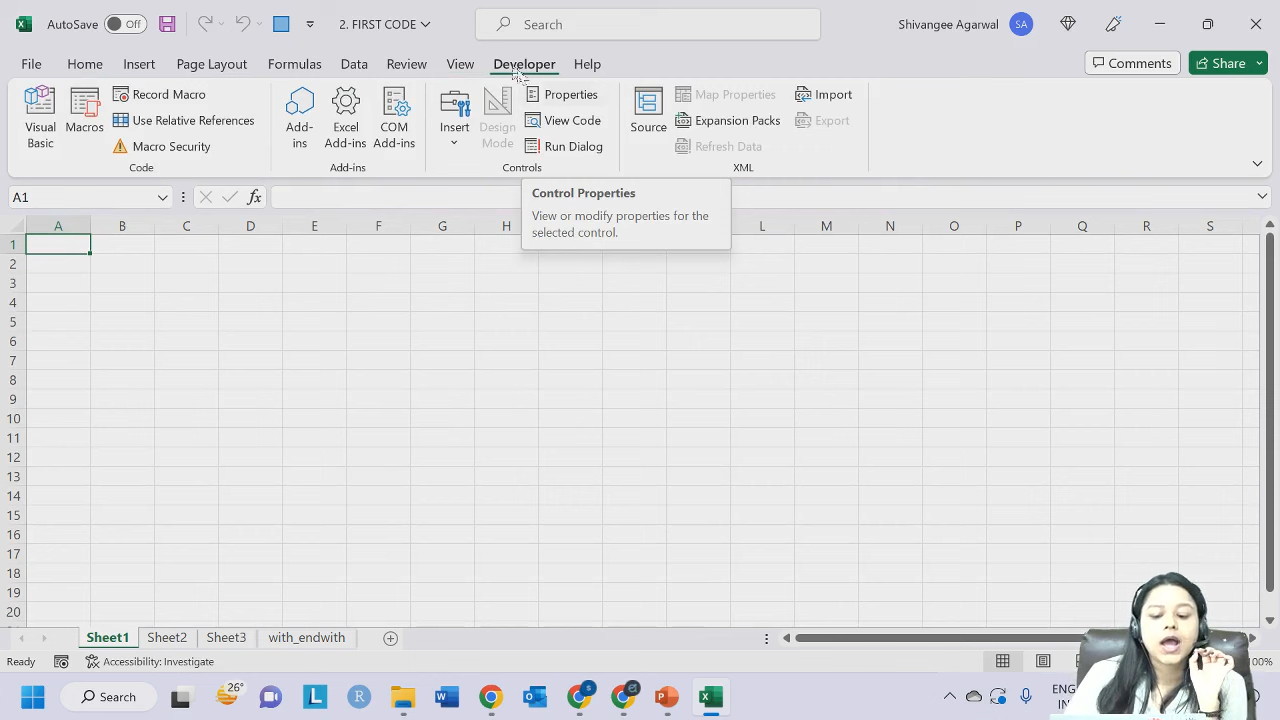 AutoSave Off 2. FIRST CODE Search Shivangee Agarwal SA
File Home Insert Page Layout Formulas Data Review View Developer Help Comments Share
Visual Basic
Macros
Record Macro
Use Relative References
Macro Security
Code
Add-ins
Excel Add-ins
COM Add-ins
Add-ins
Insert
Design Mode
Properties
View Code
Run Dialog
Controls
Source
Map Properties
Expansion Packs
Refresh Data
Import
Export
XML
A1 fx
Control Properties
View or modify properties for the
selected control.
A B C D E F G H L M N O P Q R S
1
2
3
4
5
6
7
8
9
10
11
12
13
14
15
16
17
18
19
20
Sheet1 Sheet2 Sheet3 with_endwith
Ready Accessibility: Investigate 100%
26° Search ENG
IN